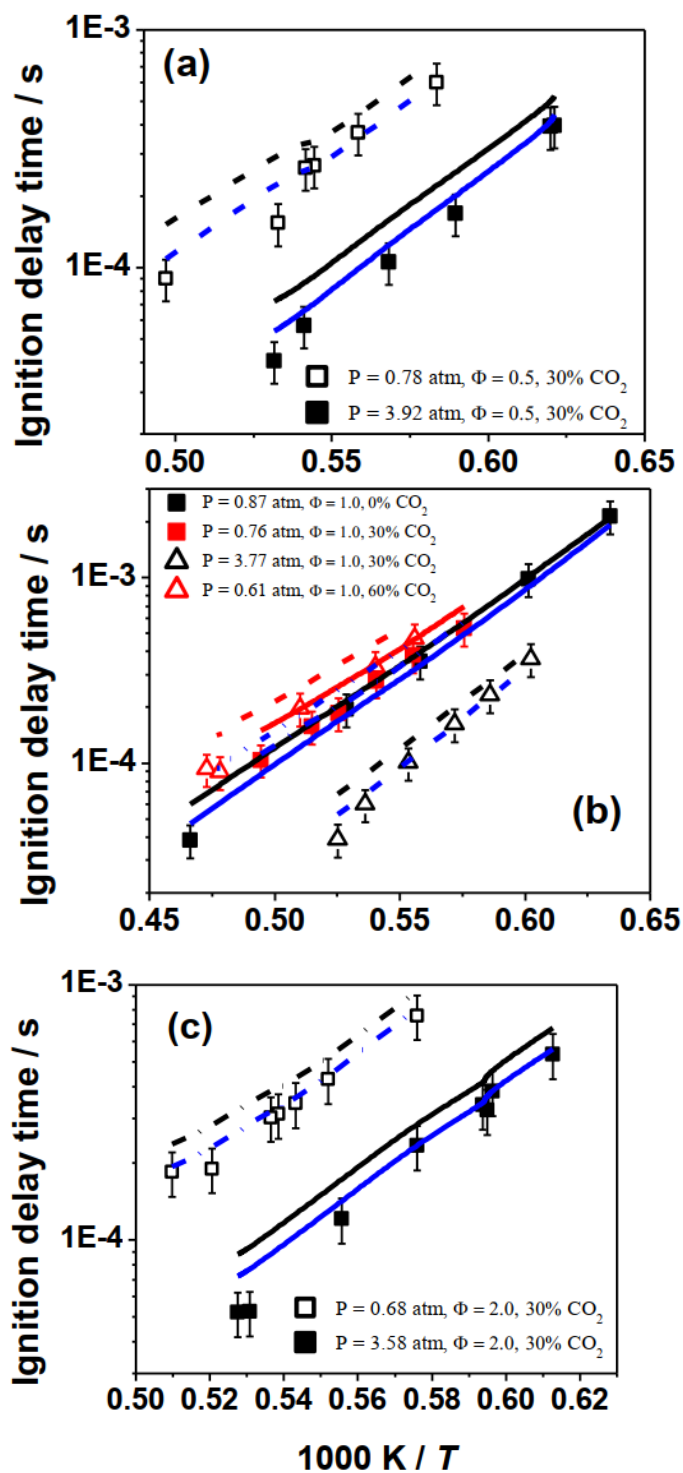 1E-3
(a)
Ignition delay time / s
1E-4
P = 0.78 atm, Φ = 0.5, 30% CO₂
P = 3.92 atm, Φ = 0.5, 30% CO₂
0.50 0.55 0.60 0.65
P = 0.87 atm, Φ = 1.0, 0% CO₂
P = 0.76 atm, Φ = 1.0, 30% CO₂
P = 3.77 atm, Φ = 1.0, 30% CO₂
P = 0.61 atm, Φ = 1.0, 60% CO₂
Ignition delay time / s
1E-3
1E-4
(b)
0.45 0.50 0.55 0.60 0.65
1E-3
(c)
Ignition delay time / s
1E-4
P = 0.68 atm, Φ = 2.0, 30% CO₂
P = 3.58 atm, Φ = 2.0, 30% CO₂
0.50 0.52 0.54 0.56 0.58 0.60 0.62
1000 K / T